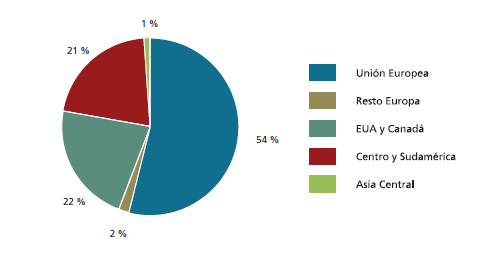 1 %
21 %
54 %
22 %
2 %
Unión Europea
Resto Europa
EUA y Canadá
Centro y Sudamérica
Asia Central